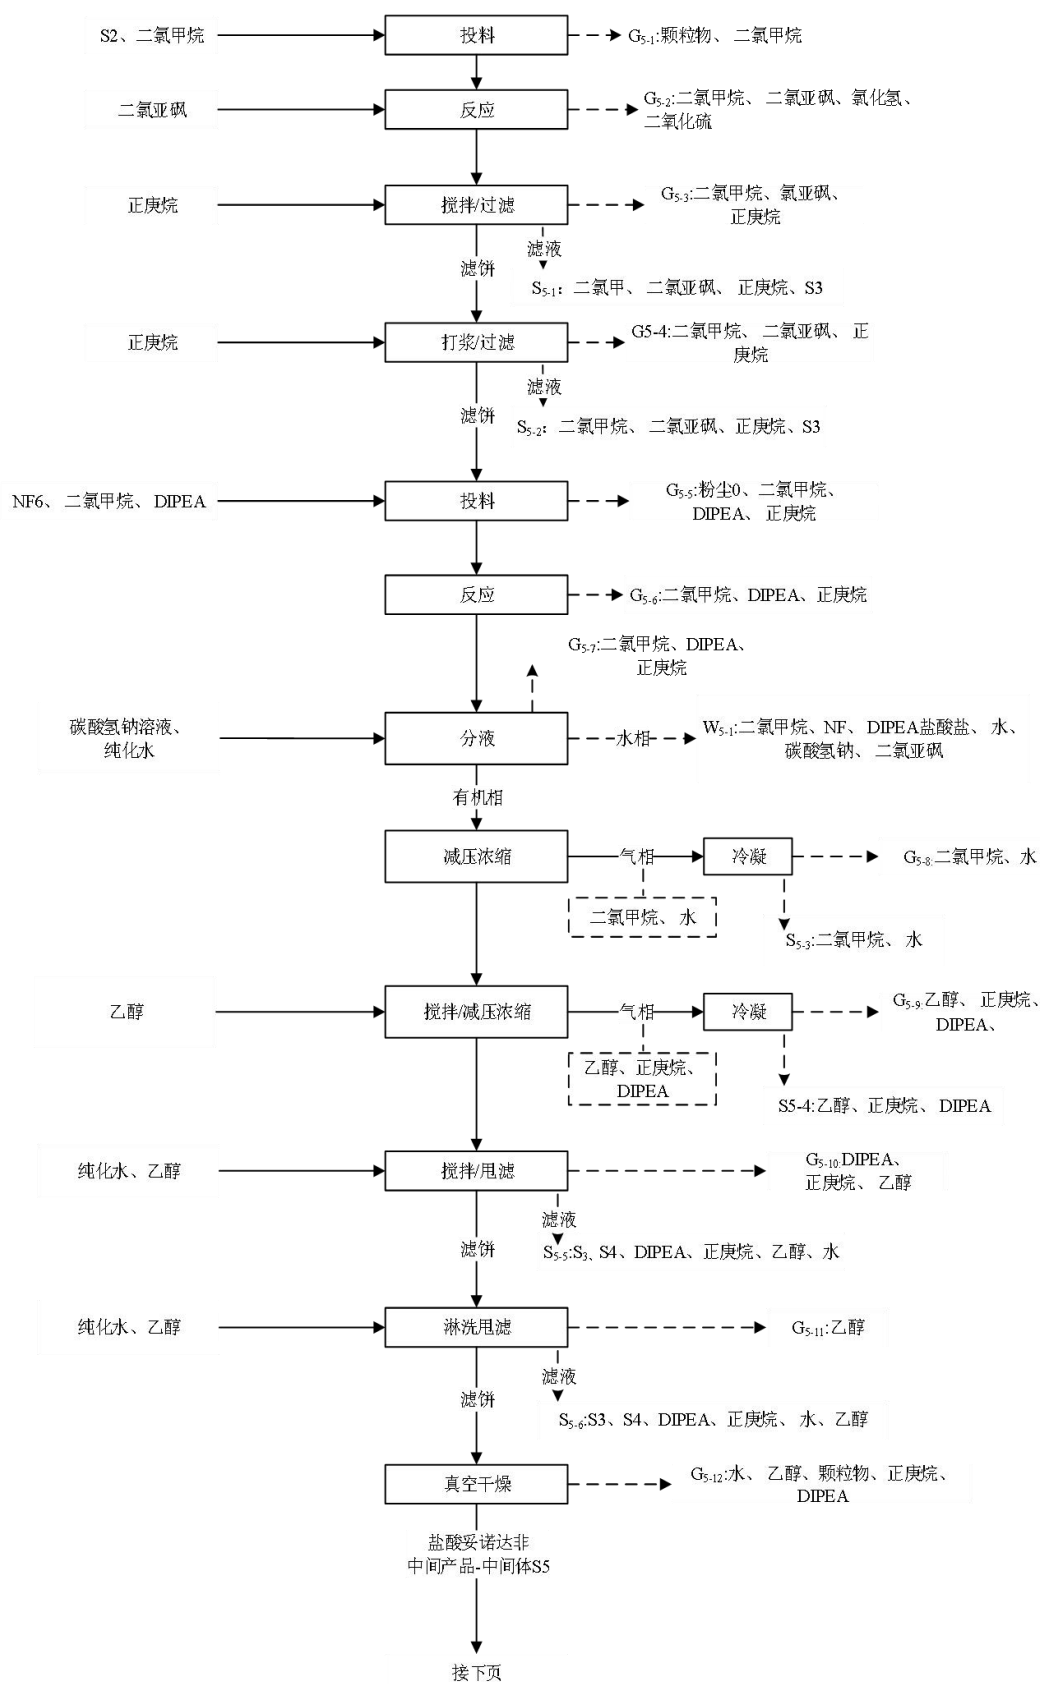 S2、二氯甲烷
投料
G5-1:颗粒物、二氯甲烷
二氯亚砜
反应
G5-2:二氯甲烷、二氯亚砜、氯化氢、
二氧化硫
正庚烷
搅拌/过滤
G5-3:二氯甲烷、氯亚砜、
正庚烷
滤液
滤饼
S5-1：二氯甲、二氯亚砜、正庚烷、S3
正庚烷
打浆/过滤
G5-4:二氯甲烷、二氯亚砜、正
庚烷
滤液
滤饼
S5-2：二氯甲烷、二氯亚砜、正庚烷、S3
NF6、二氯甲烷、DIPEA
投料
G5-5:粉尘0、二氯甲烷、
DIPEA、正庚烷
反应
G5-6:二氯甲烷、DIPEA、正庚烷
G5-7:二氯甲烷、DIPEA、
正庚烷
碳酸氢钠溶液、
纯化水
分液
水相
W5-1:二氯甲烷、NF、DIPEA盐酸盐、水、
碳酸氢钠、二氯亚砜
有机相
减压浓缩
气相
冷凝
G5-8:二氯甲烷、水
二氯甲烷、水
S5-3:二氯甲烷、水
乙醇
搅拌/减压浓缩
气相
冷凝
G5-9:乙醇、正庚烷、
DIPEA、
乙醇、正庚烷、
DIPEA
S5-4:乙醇、正庚烷、DIPEA
纯化水、乙醇
搅拌/甩滤
G5-10:DIPEA、
正庚烷、乙醇
滤液
滤饼
S5-5:S3、S4、DIPEA、正庚烷、乙醇、水
纯化水、乙醇
淋洗甩滤
G5-11:乙醇
滤液
滤饼
S5-6:S3、S4、DIPEA、正庚烷、水、乙醇
真空干燥
G5-12:水、乙醇、颗粒物、正庚烷、
DIPEA
盐酸妥诺达非
中间产品-中间体S5
接下页